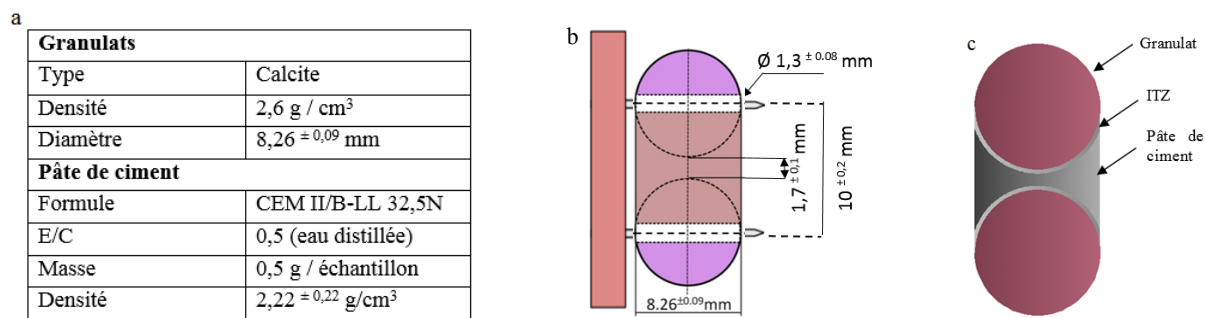 a
Granulats
Type Calcite
Densité 2,6 g / cm³
Diamètre 8,26 ± 0,09 mm
Pâte de ciment
Formule CEM II/B-LL 32,5N
E/C 0,5 (eau distillée)
Masse 0,5 g / échantillon
Densité 2,22 ± 0,22 g/cm³
b
Ø 1,3 ± 0.08 mm
1,7 ± 0,1 mm
10 ± 0,2 mm
8.26±0.09mm
c
Granulat
ITZ
Pâte de
ciment